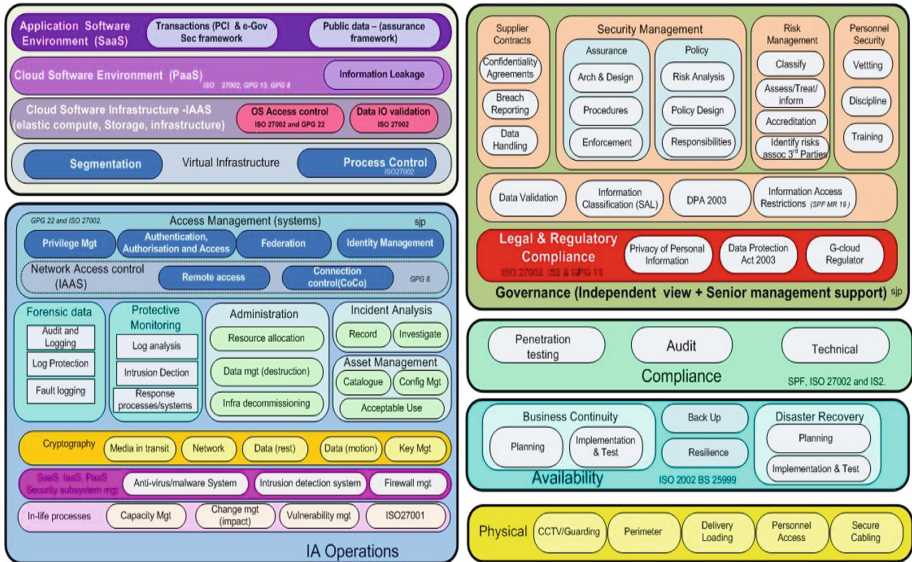 Application Software
Environment (SaaS)
Transactions (PCI & e-Gov
Sec framework
Public data – (assurance
framework)
Cloud Software Environment (PaaS)
ISO 27002, GPG 13, GPG 8
Information Leakage
Cloud Software Infrastructure -IAAS
(elastic compute, Storage, infrastructure)
OS Access control
ISO 27002 and GPG 22
Data IO validation
ISO 27002
Segmentation
Virtual Infrastructure
Process Control
ISO27002
GPG 22 and ISO 27002.
Access Management (systems)
sjp
Privilege Mgt
Authentication,
Authorisation and Access
Federation
Identity Management
Network Access control
(IAAS)
Remote access
Connection
control(CoCo)
GPG 8
Forensic data
Audit and
Logging
Log Protection
Fault logging
Protective
Monitoring
Log analysis
Intrusion Dection
Response
processes/systems
Administration
Resource allocation
Data mgt (destruction)
Infra decommissioning
Incident Analysis
Record
Investigate
Asset Management
Catalogue
Config Mgt
Acceptable Use
Cryptography
Media in transit
Network
Data (rest)
Data (motion)
Key Mgt
SaaS, IaaS, PaaS
Security subsystem mgt
Anti-virus/malware System
Intrusion detection system
Firewall mgt
In-life processes
Capacity Mgt
Change mgt
(impact)
Vulnerability mgt
ISO27001
IA Operations
Supplier
Contracts
Confidentiality
Agreements
Breach
Reporting
Data
Handling
Security Management
Assurance
Arch & Design
Procedures
Enforcement
Policy
Risk Analysis
Policy Design
Responsibilities
Risk
Management
Classify
Assess/Treat/
inform
Accreditation
Identify risks
assoc 3rd Parties
Personnel
Security
Vettting
Discipline
Training
Data Validation
Information
Classification (SAL)
DPA 2003
Information Access
Restrictions (SPF MR 19 )
Legal & Regulatory
Compliance
ISO 27002 IS2 & GPG 13
Privacy of Personal
Information
Data Protection
Act 2003
G-cloud
Regulator
Governance (Independent view + Senior management support) sjp
Penetration
testing
Audit
Technical
Compliance
SPF, ISO 27002 and IS2.
Business Continuity
Planning
Implementation
& Test
Back Up
Resilience
Disaster Recovery
Planning
Implementation & Test
Availability
ISO 2002 BS 25999
Physical
CCTV/Guarding
Perimeter
Delivery
Loading
Personnel
Access
Secure
Cabling